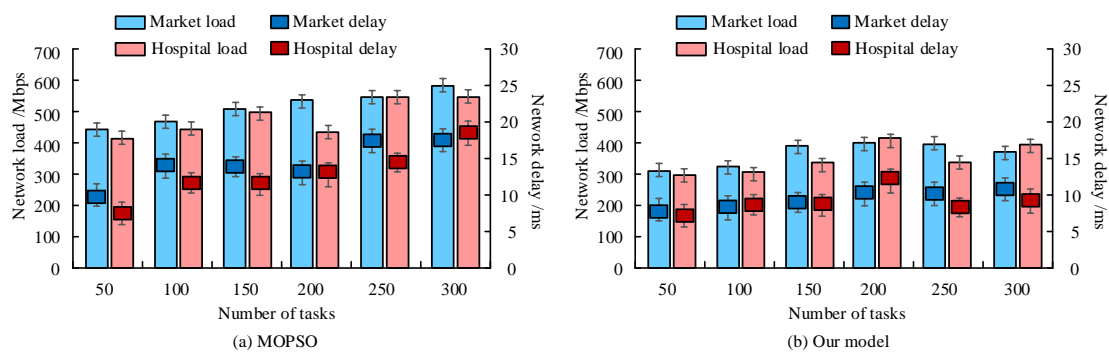 Market load Market delay
Hospital load Hospital delay
700
600
500
400
300
200
100
0
Network load /Mbps
30
25
20
15
10
5
0
Network delay /ms
50 100 150 200 250 300
Number of tasks
(a) MOPSO
Market load Market delay
Hospital load Hospital delay
700
600
500
400
300
200
100
0
Network load /Mbps
30
25
20
15
10
5
0
Network delay /ms
50 100 150 200 250 300
Number of tasks
(b) Our model